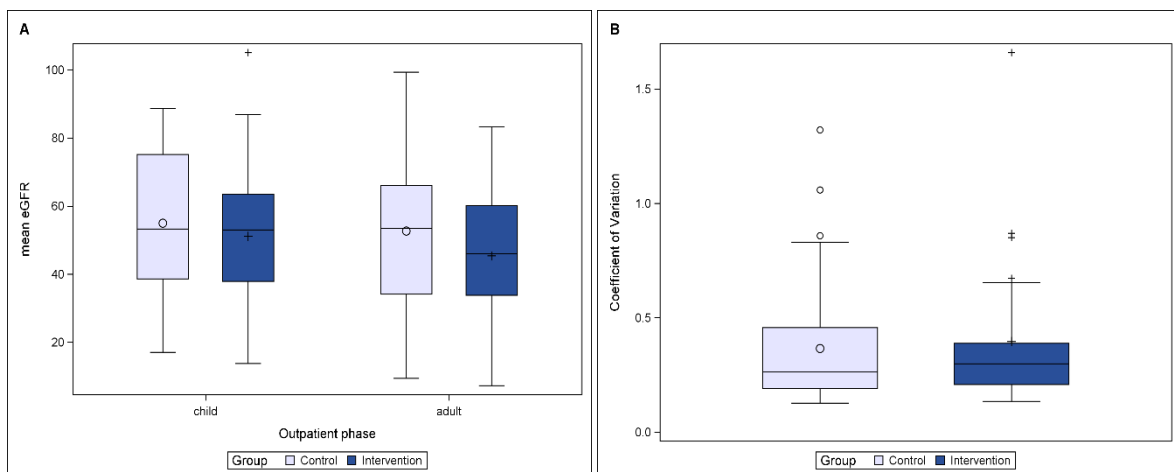 A
mean eGFR
100
80
60
40
20
child
adult
Outpatient phase
Group Control Intervention
B
Coefficient of Variation
1.5
1.0
0.5
0.0
Group Control Intervention